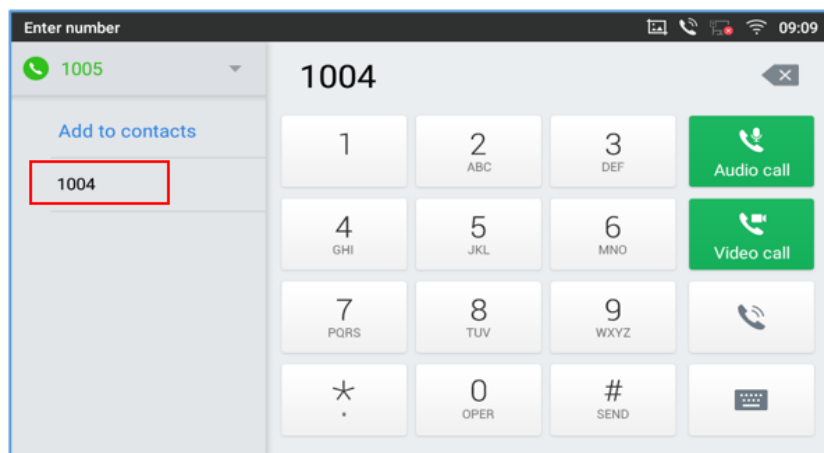 Enter number
09:09
1005
1004
Add to contacts
1004
1
2
ABC
3
DEF
Audio call
4
GHI
5
JKL
6
MNO
Video call
7
PQRS
8
TUV
9
WXYZ
*
.
0
OPER
#
SEND